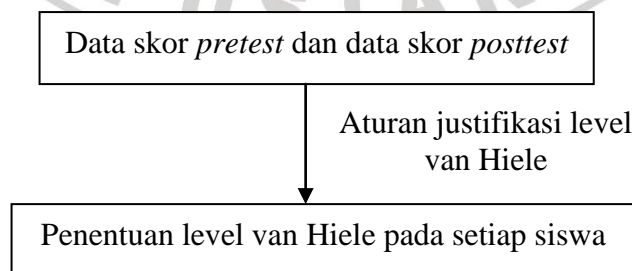 Data skor pretest dan data skor posttest
Aturan justifikasi level
van Hiele
Penentuan level van Hiele pada setiap siswa